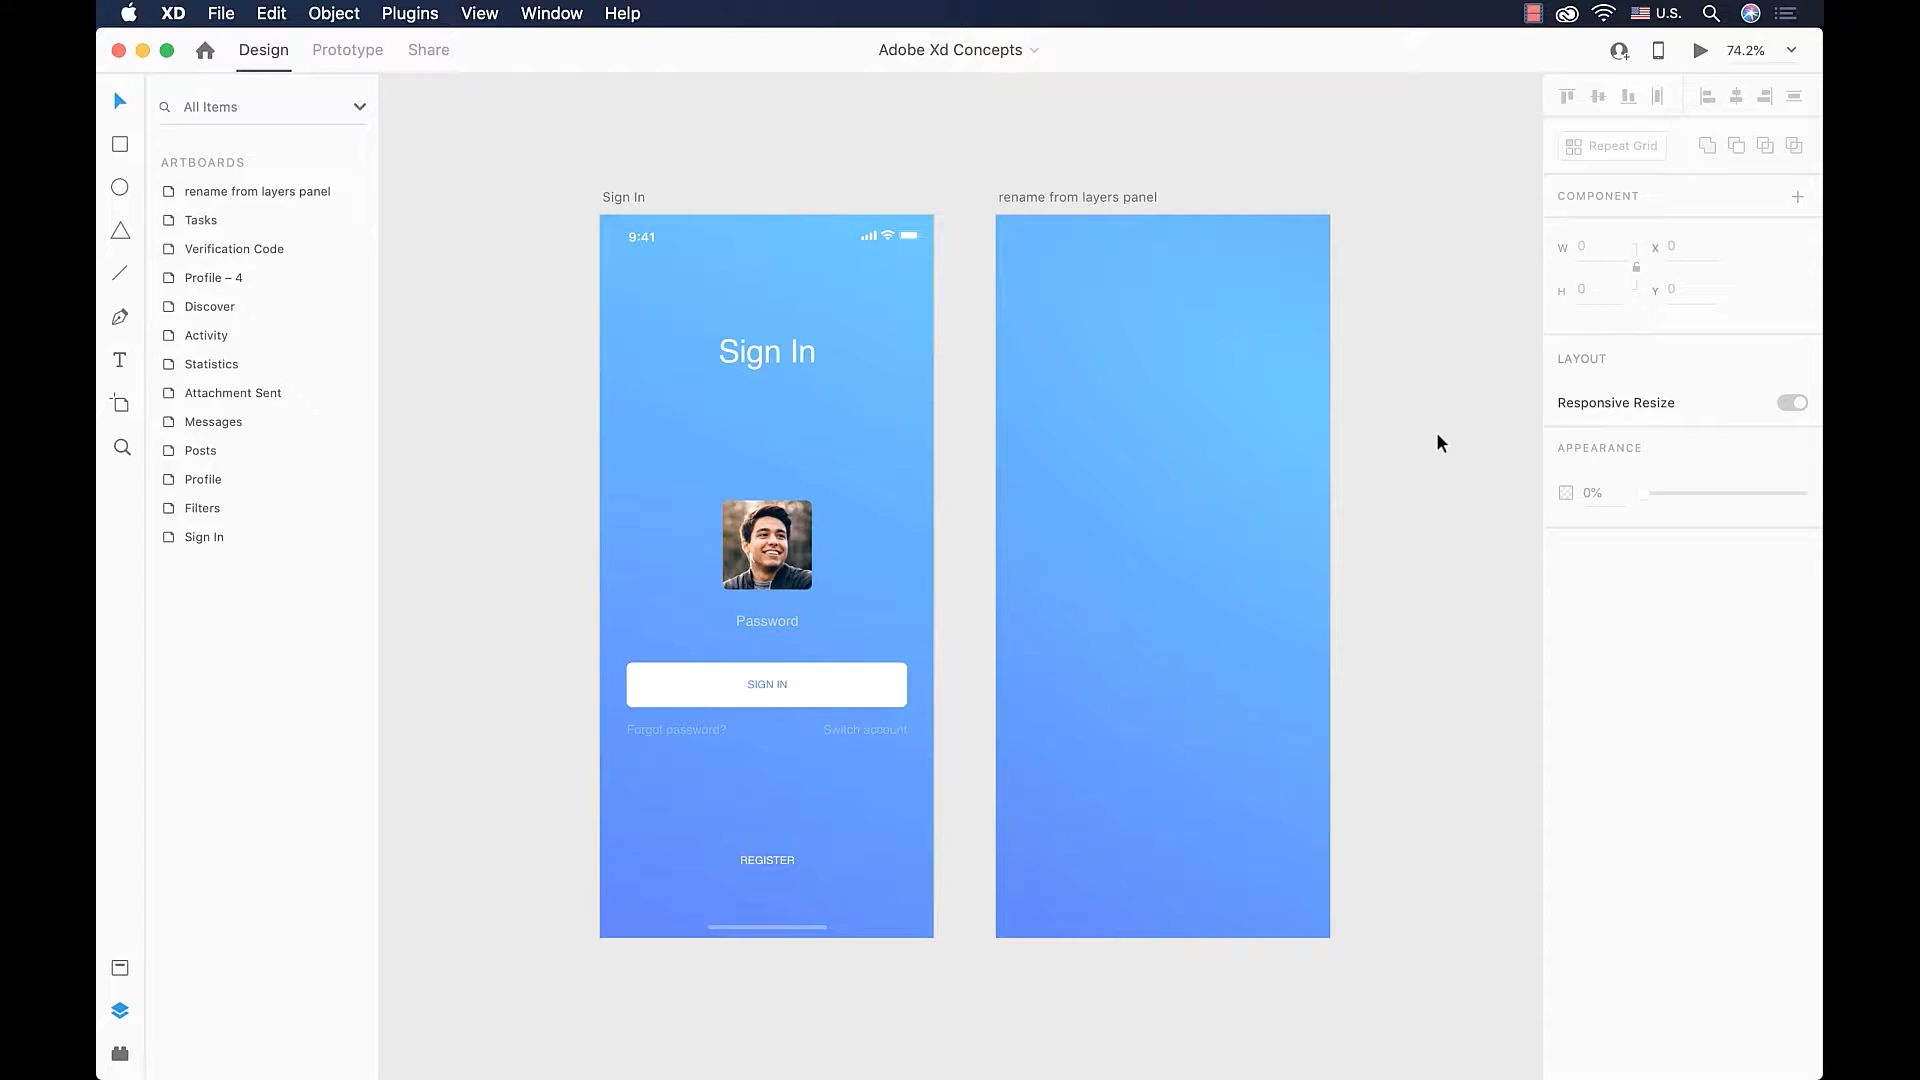 XD File Edit Object Plugins View Window Help U.S.
Design Prototype Share Adobe Xd Concepts 74.2%
All Items
ARTBOARDS
rename from layers panel
Tasks
Verification Code
Profile – 4
Discover
Activity
Statistics
Attachment Sent
Messages
Posts
Profile
Filters
Sign In
Sign In
9:41
Sign In
Password
SIGN IN
Forgot password? Switch account
REGISTER
rename from layers panel
Repeat Grid
COMPONENT
W 0 X 0
H 0 Y 0
LAYOUT
Responsive Resize
APPEARANCE
0%